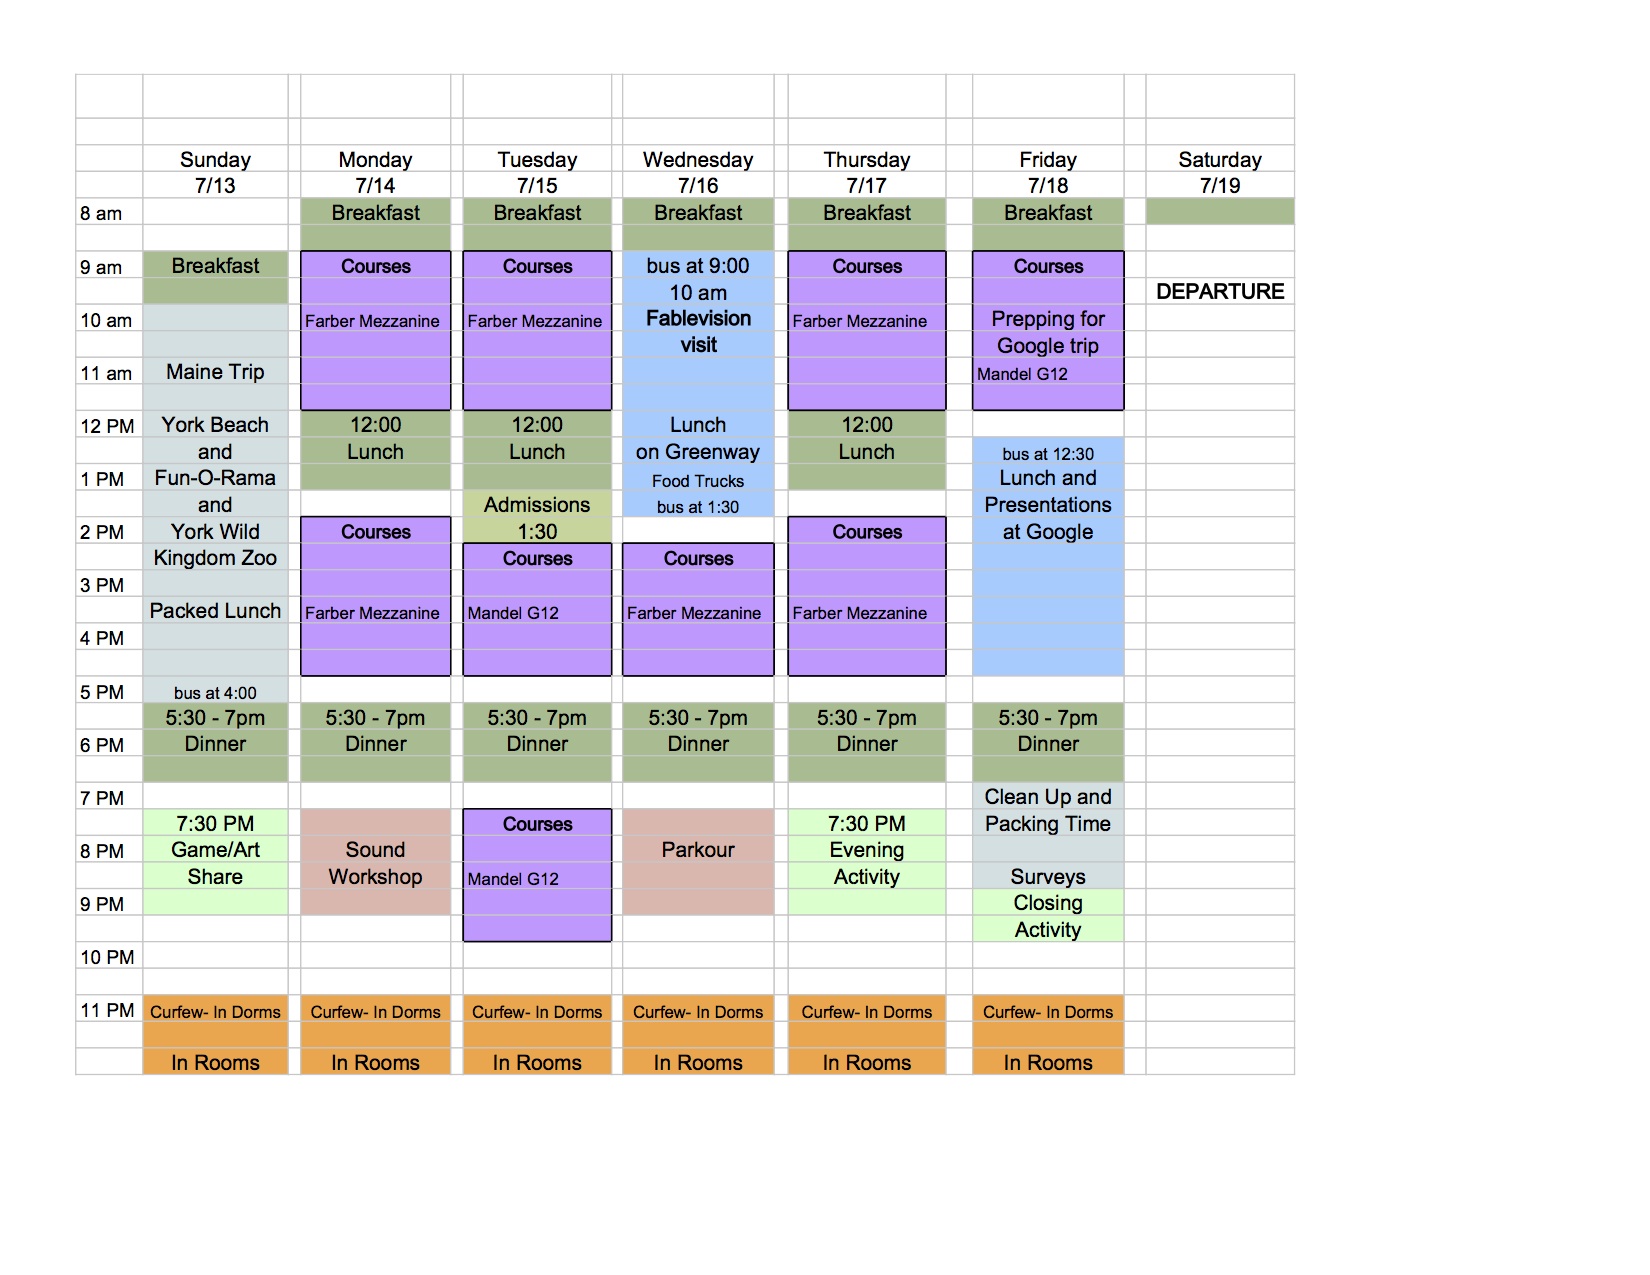 Sunday Monday Tuesday Wednesday Thursday Friday Saturday
7/13 7/14 7/15 7/16 7/17 7/18 7/19
8 am Breakfast Breakfast Breakfast Breakfast Breakfast
9 am Breakfast Courses Courses bus at 9:00 Courses Courses
10 am DEPARTURE
10 am Farber Mezzanine Farber Mezzanine Fablevision Farber Mezzanine Prepping for
visit Google trip
11 am Maine Trip Mandel G12
12 PM York Beach 12:00 12:00 Lunch 12:00
and Lunch Lunch on Greenway Lunch bus at 12:30
1 PM Fun-O-Rama Food Trucks Lunch and
and Admissions bus at 1:30 Presentations
2 PM York Wild Courses 1:30 Courses at Google
Kingdom Zoo Courses Courses
3 PM
Packed Lunch Farber Mezzanine Mandel G12 Farber Mezzanine Farber Mezzanine
4 PM
5 PM bus at 4:00
5:30 - 7pm 5:30 - 7pm 5:30 - 7pm 5:30 - 7pm 5:30 - 7pm 5:30 - 7pm
6 PM Dinner Dinner Dinner Dinner Dinner Dinner
7 PM Clean Up and
7:30 PM Courses 7:30 PM Packing Time
8 PM Game/Art Sound Parkour Evening
Share Workshop Mandel G12 Activity Surveys
9 PM Closing
Activity
10 PM
11 PM Curfew- In Dorms Curfew- In Dorms Curfew- In Dorms Curfew- In Dorms Curfew- In Dorms Curfew- In Dorms
In Rooms In Rooms In Rooms In Rooms In Rooms In Rooms